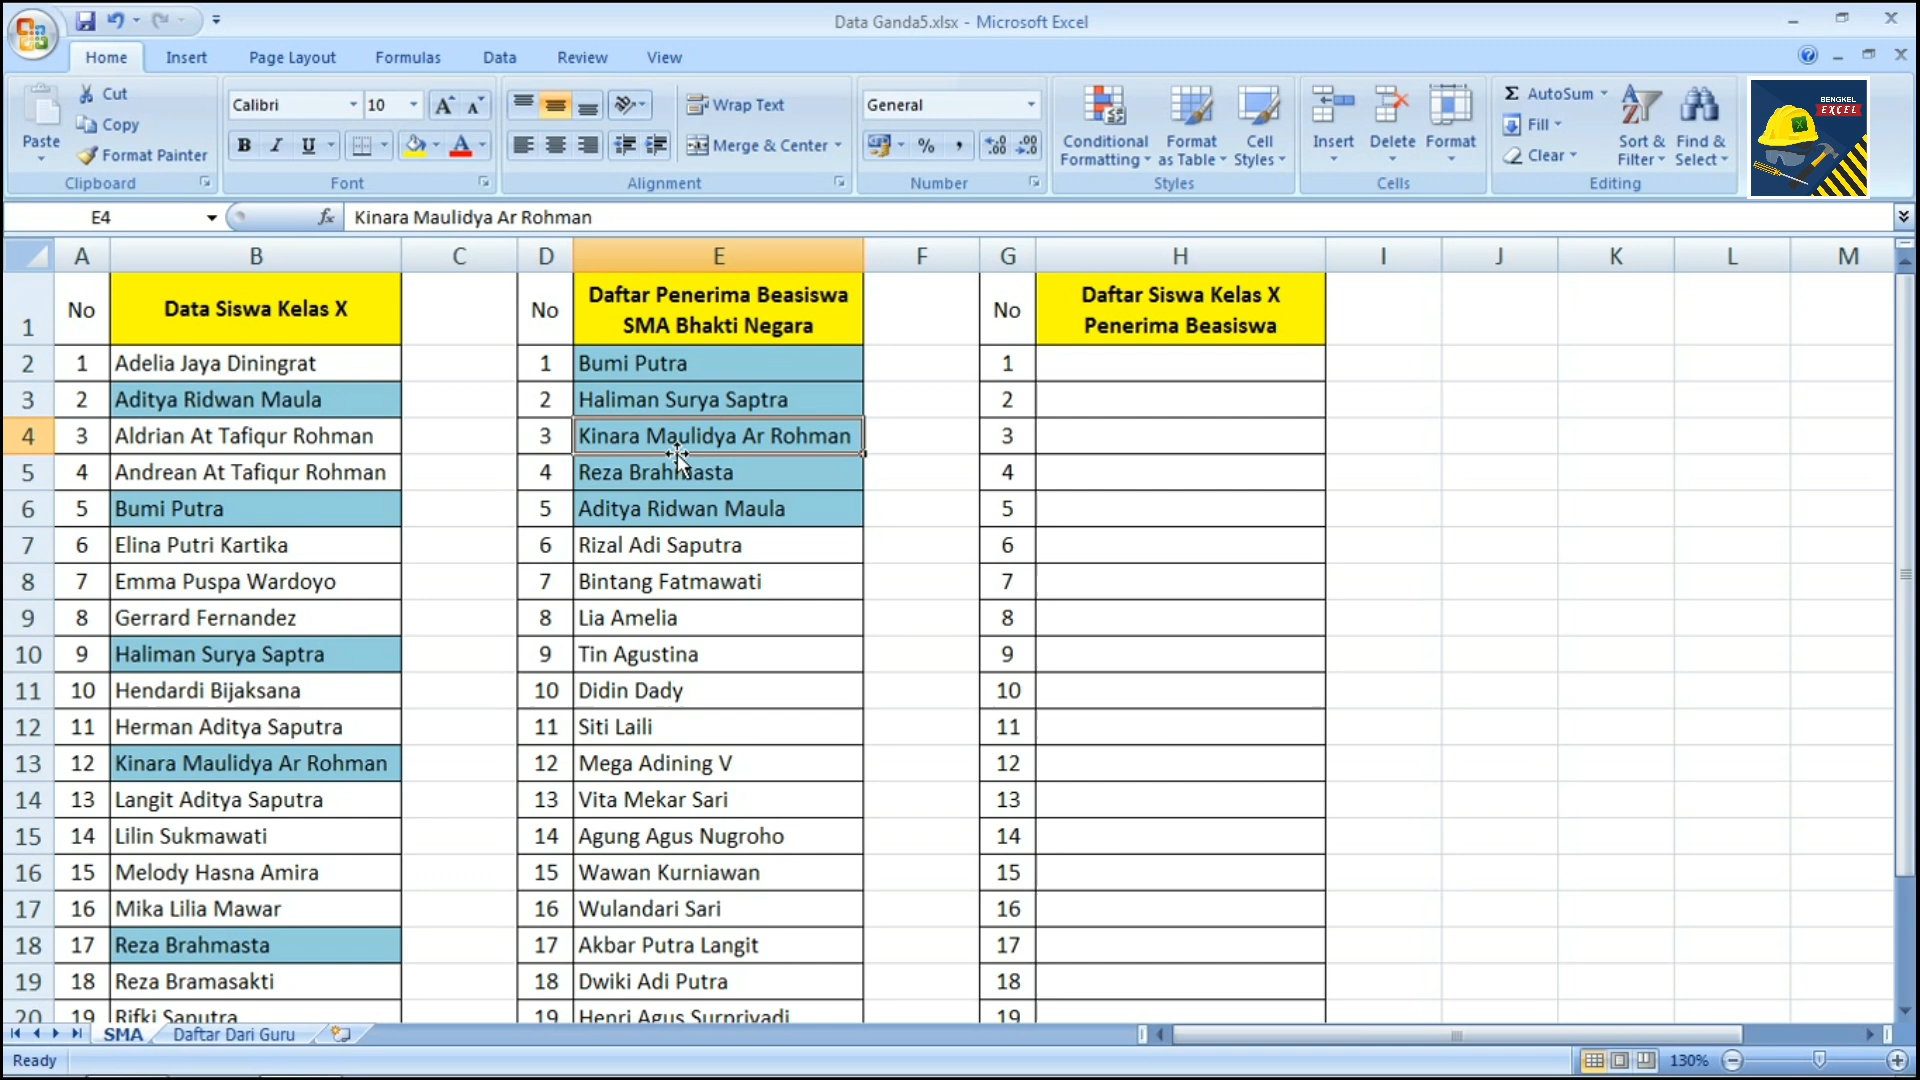 Data Ganda5.xlsx - Microsoft Excel
Home Insert Page Layout Formulas Data Review View
Paste
Cut
Copy
Format Painter
Clipboard
Calibri 10
B I U
Font
Wrap Text
Merge & Center
Alignment
General
% ,
Number
Conditional Formatting
Format as Table
Cell Styles
Styles
Insert Delete Format
Cells
Σ AutoSum
Fill
Clear
Sort & Filter
Find & Select
Editing
BENGKEL
EXCEL
E4 fx Kinara Maulidya Ar Rohman
A B C D E F G H I J K L M
1 No Data Siswa Kelas X No Daftar Penerima Beasiswa SMA Bhakti Negara No Daftar Siswa Kelas X Penerima Beasiswa
2 1 Adelia Jaya Diningrat 1 Bumi Putra 1
3 2 Aditya Ridwan Maula 2 Haliman Surya Saptra 2
4 3 Aldrian At Tafiqur Rohman 3 Kinara Maulidya Ar Rohman 3
5 4 Andrean At Tafiqur Rohman 4 Reza Brahmasta 4
6 5 Bumi Putra 5 Aditya Ridwan Maula 5
7 6 Elina Putri Kartika 6 Rizal Adi Saputra 6
8 7 Emma Puspa Wardoyo 7 Bintang Fatmawati 7
9 8 Gerrard Fernandez 8 Lia Amelia 8
10 9 Haliman Surya Saptra 9 Tin Agustina 9
11 10 Hendardi Bijaksana 10 Didin Dady 10
12 11 Herman Aditya Saputra 11 Siti Laili 11
13 12 Kinara Maulidya Ar Rohman 12 Mega Adining V 12
14 13 Langit Aditya Saputra 13 Vita Mekar Sari 13
15 14 Lilin Sukmawati 14 Agung Agus Nugroho 14
16 15 Melody Hasna Amira 15 Wawan Kurniawan 15
17 16 Mika Lilia Mawar 16 Wulandari Sari 16
18 17 Reza Brahmasta 17 Akbar Putra Langit 17
19 18 Reza Bramasakti 18 Dwiki Adi Putra 18
20 19 Rifki Saputra 19 Henri Agus Surprivadi 19
SMA Daftar Dari Guru
Ready 130%